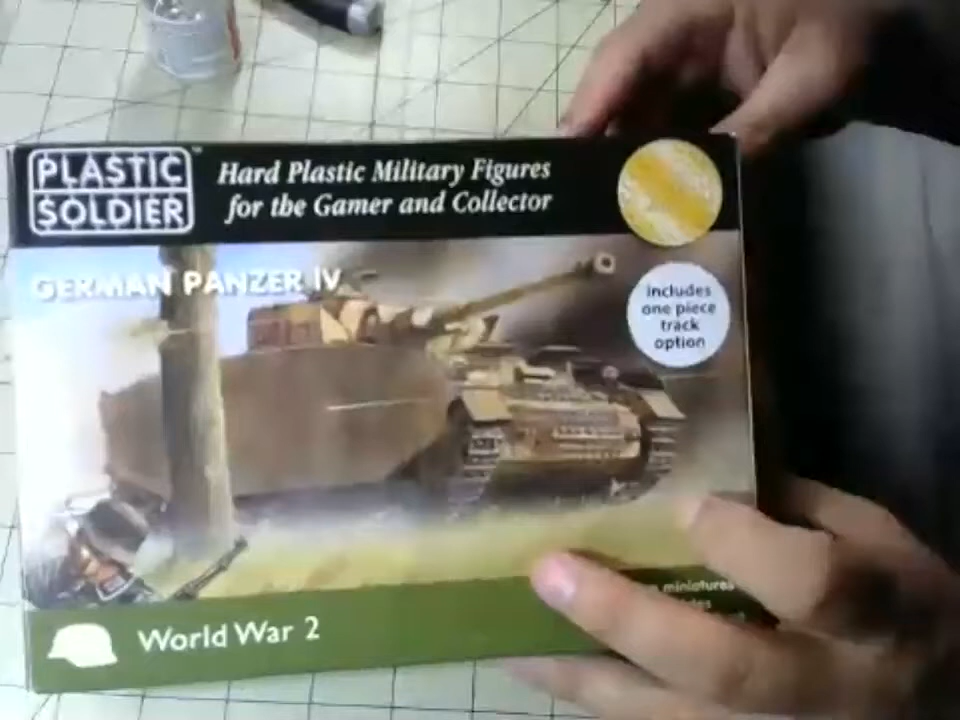 PLASTIC
SOLDIER
Hard Plastic Military Figures
for the Gamer and Collector
GERMAN PANZER IV
includes
one piece
track
option
miniatures
World War 2